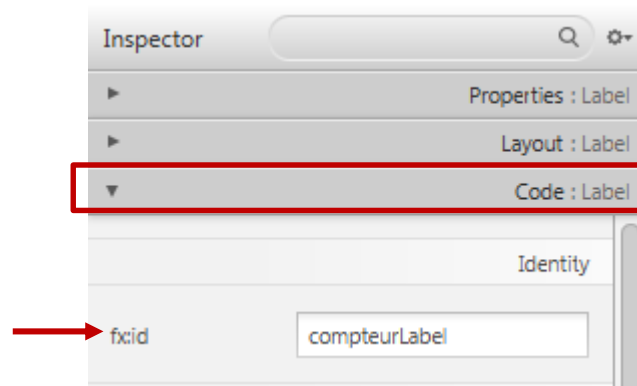 Inspector
Properties : Label
Layout : Label
Code : Label
Identity
fx:id
compteurLabel